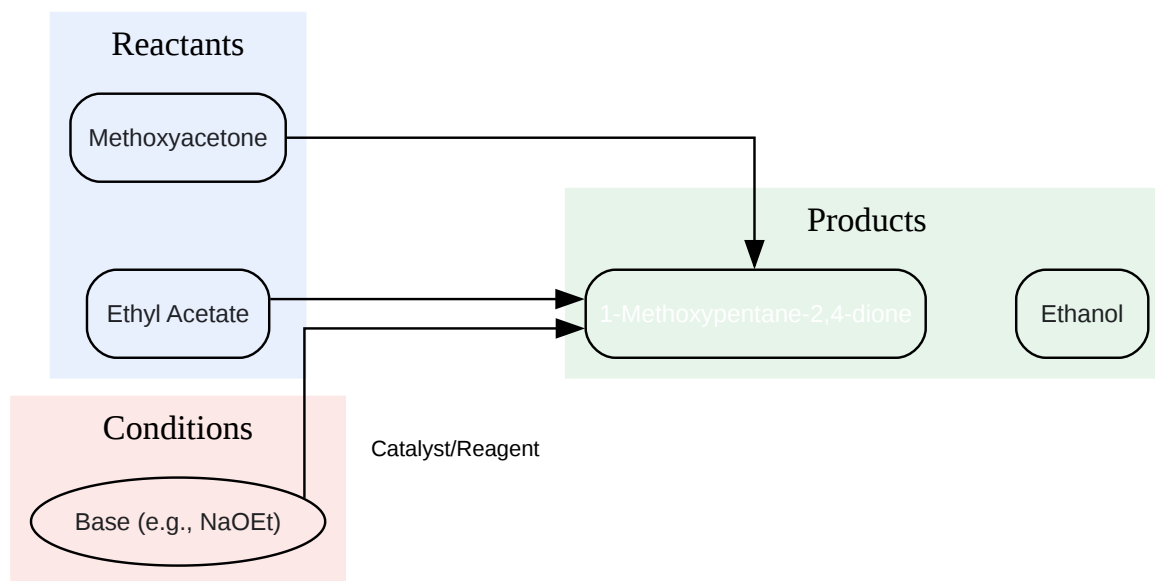 Reactants
Methoxyacetone
Products
Ethyl Acetate
1-Methoxypentane-2,4-dione
Ethanol
Conditions
Catalyst/Reagent
Base (e.g., NaOEt)